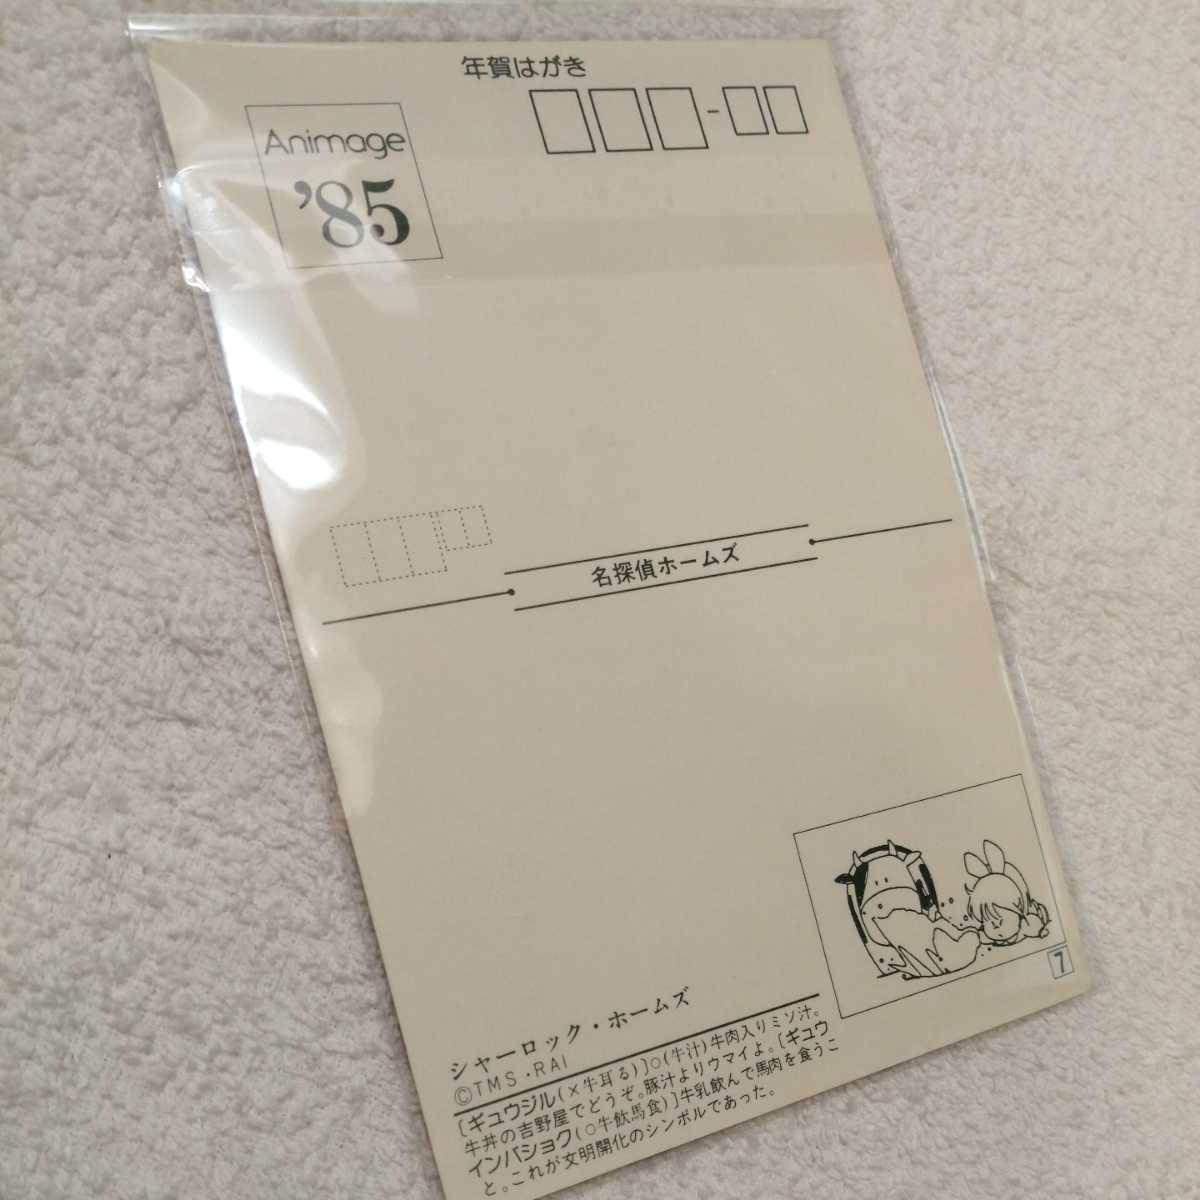 年賀はがき
Animage
'85
名探偵ホームズ
7
シャーロック・ホームズ
©TMS・RAI
[ギュウジル(×牛耳る)]○(牛汁)牛肉入りミソ汁。
牛丼の吉野屋でどうぞ。豚汁よりウマイよ。[ギュウ
インバショク(○牛飲馬食)]牛乳飲んで馬肉を食うこ
と。これが文明開化のシンボルであった。